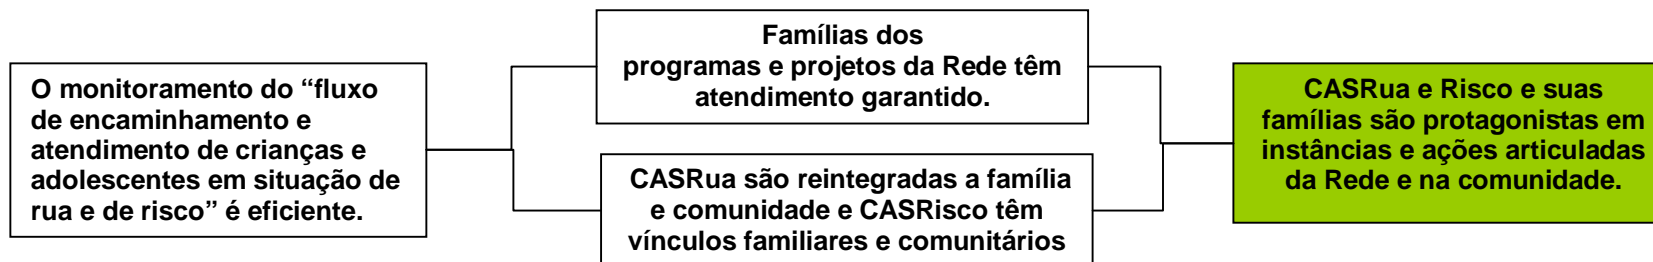 O monitoramento do “fluxo
de encaminhamento e
atendimento de crianças e
adolescentes em situação de
rua e de risco” é eficiente.
Famílias dos
programas e projetos da Rede têm
atendimento garantido.
CASRua são reintegradas a família
e comunidade e CASRisco têm
vínculos familiares e comunitários
CASRua e Risco e suas
famílias são protagonistas em
instâncias e ações articuladas
da Rede e na comunidade.